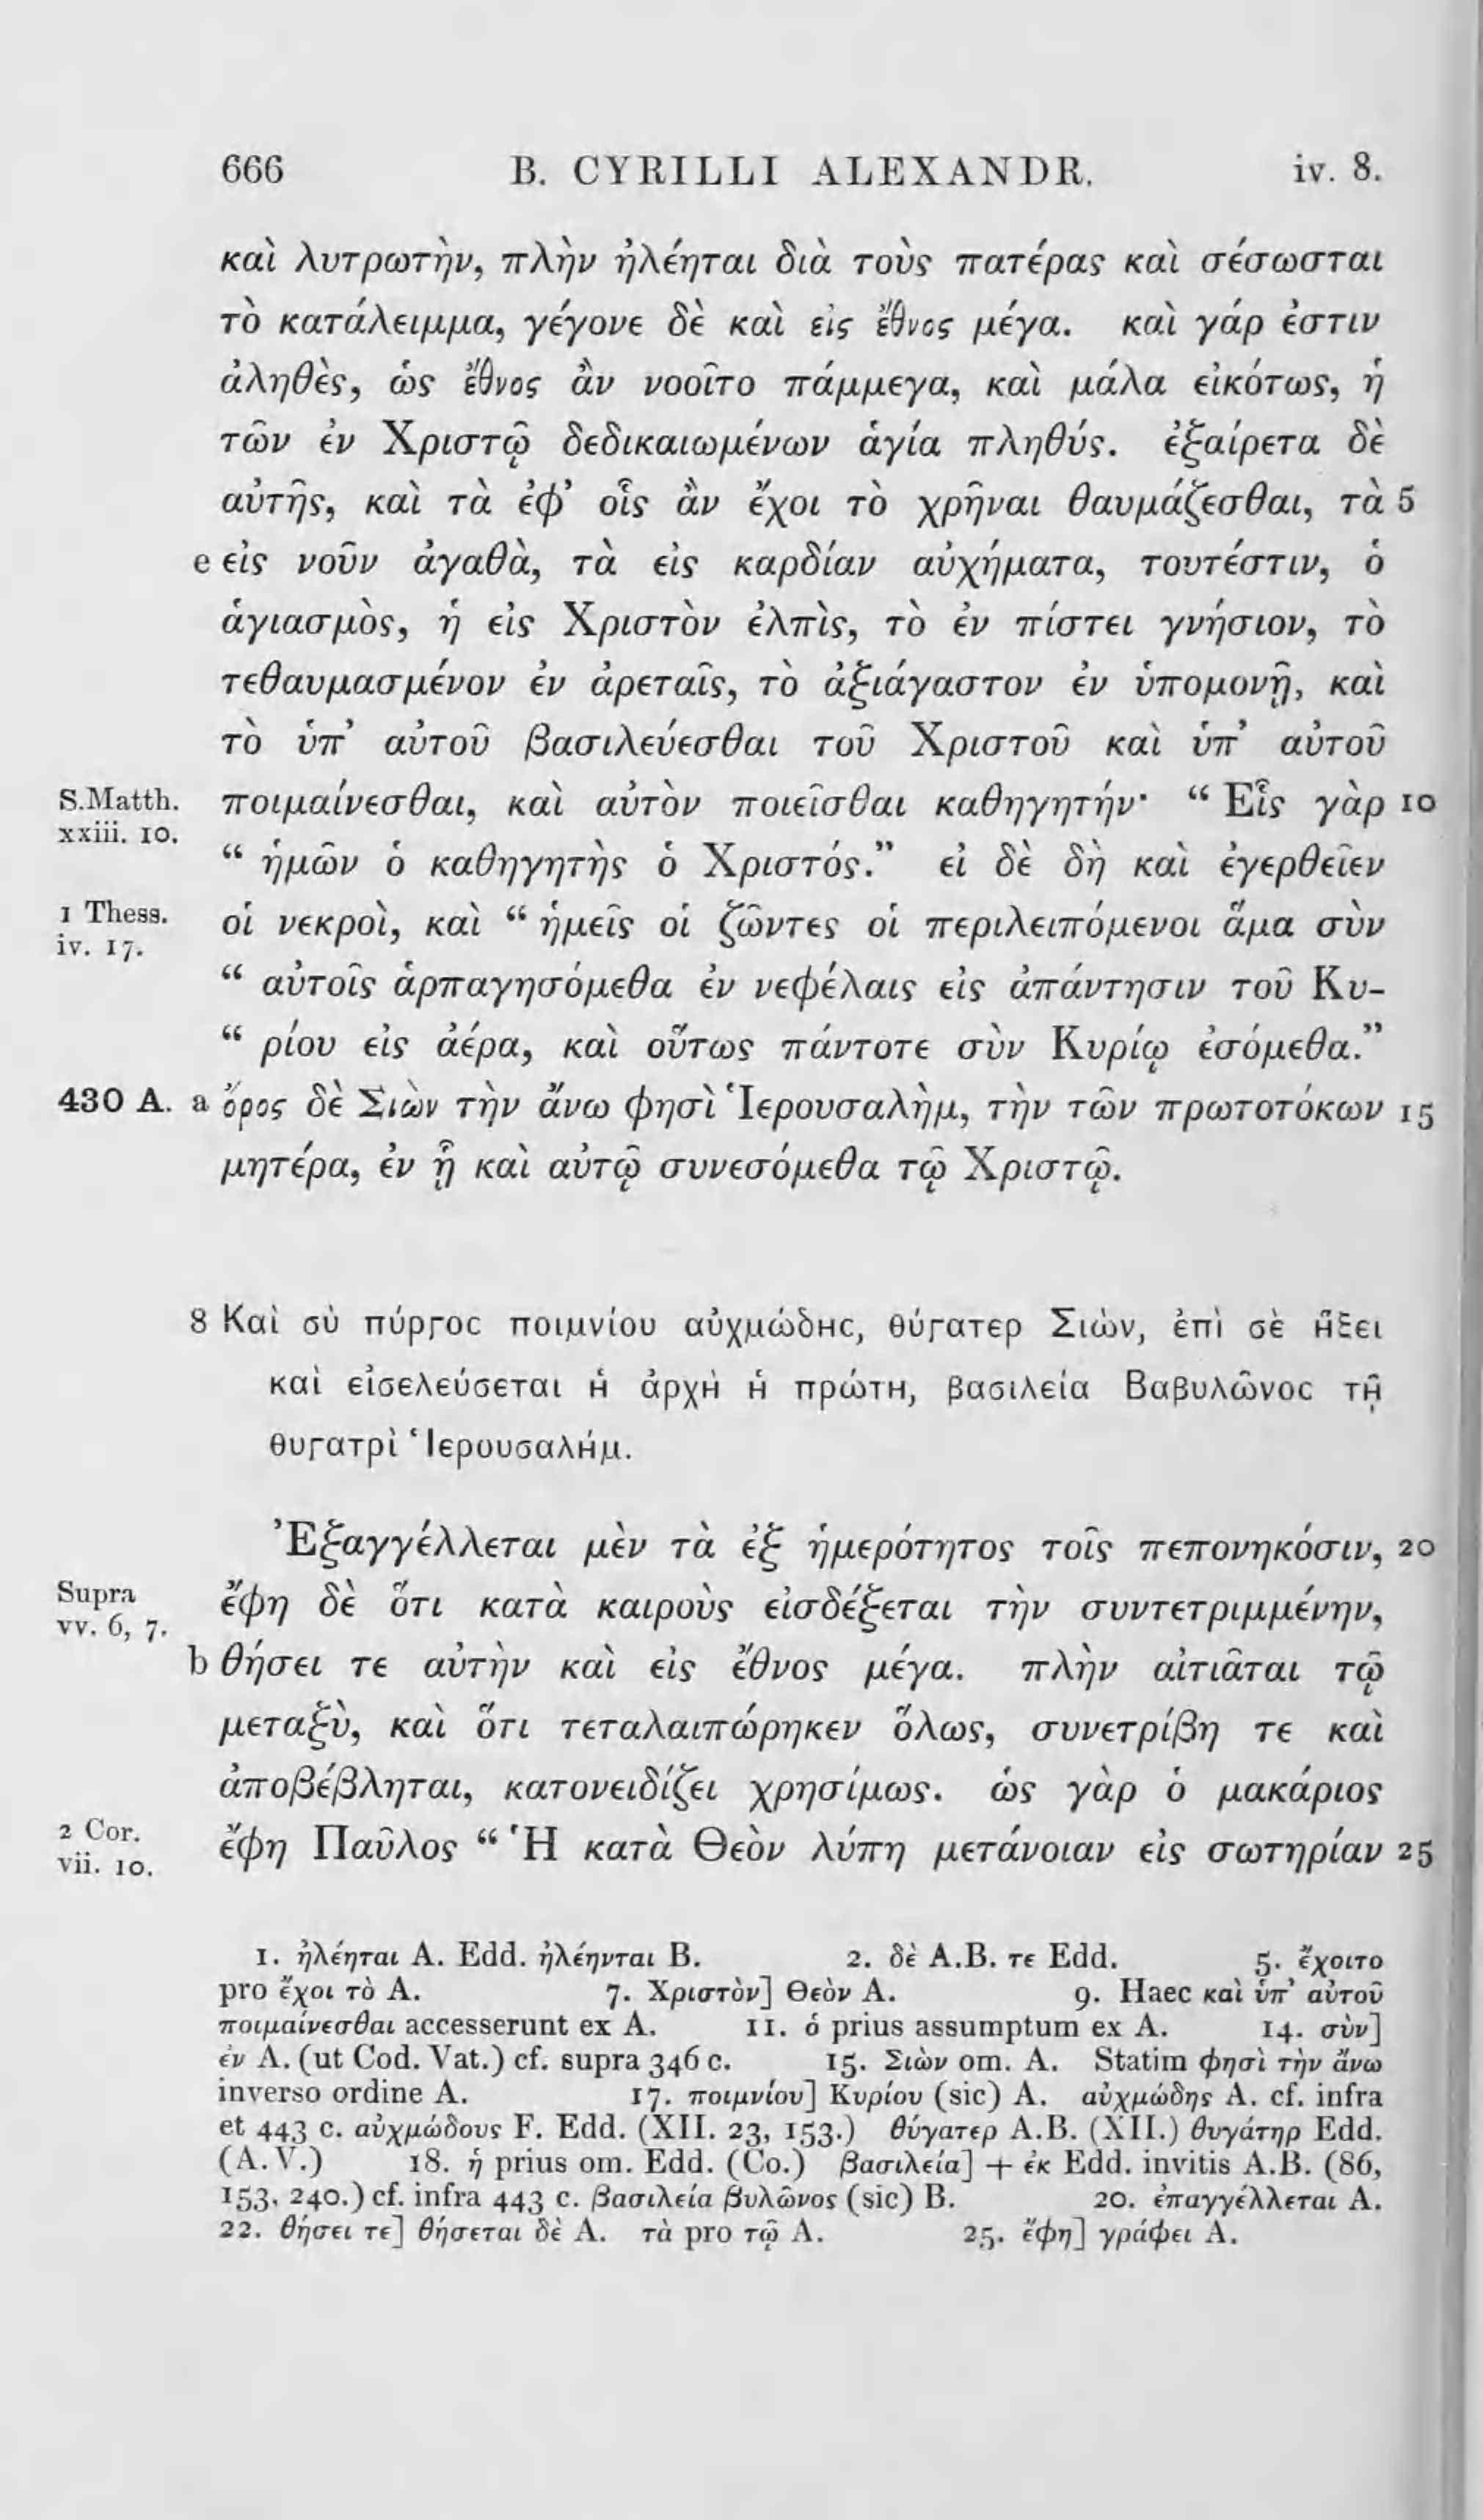 666 B. CYRILLI ALEXANDR. iv. 8.
καὶ λυτρωτὴν, πλὴν ἠλέηται διὰ τοὺς πατέρας καὶ σέσωσται
τὸ κατάλειμμα, γέγονε δὲ καὶ εἰς ἔθνος μέγα. καὶ γάρ ἐστιν
ἀληθὲς, ὡς ἔθνος ἂν νοοῖτο πάμμεγα, καὶ μάλα εἰκότως, ἡ
τῶν ἐν Χριστῷ δεδικαιωμένων ἁγία πληθύς. ἐξαίρετα δὲ
αὐτῆς, καὶ τὰ ἐφ’ οἷς ἂν ἔχοι τὸ χρῆναι θαυμάζεσθαι, τὰ 5
e εἰς νοῦν ἀγαθὰ, τὰ εἰς καρδίαν αὐχήματα, τουτέστιν, ὁ
ἁγιασμὸς, ἡ εἰς Χριστὸν ἐλπὶς, τὸ ἐν πίστει γνήσιον, τὸ
τεθαυμασμένον ἐν ἀρεταῖς, τὸ ἀξιάγαστον ἐν ὑπομονῇ, καὶ
τὸ ὑπ’ αὐτοῦ βασιλεύεσθαι τοῦ Χριστοῦ καὶ ὑπ’ αὐτοῦ
S.Matth. xxiii. 10. ποιμαίνεσθαι, καὶ αὐτὸν ποιεῖσθαι καθηγητήν· “ Εἷς γὰρ 10
“ ἡμῶν ὁ καθηγητὴς ὁ Χριστός.” εἰ δὲ δὴ καὶ ἐγερθεῖεν
1 Thess. iv. 17. οἱ νεκροὶ, καὶ “ ἡμεῖς οἱ ζῶντες οἱ περιλειπόμενοι ἅμα σὺν
“ αὐτοῖς ἁρπαγησόμεθα ἐν νεφέλαις εἰς ἀπάντησιν τοῦ Κυ-
“ ρίου εἰς ἀέρα, καὶ οὕτως πάντοτε σὺν Κυρίῳ ἐσόμεθα.”
430 A. a ὄρος δὲ Σιὼν τὴν ἄνω φησὶ Ἱερουσαλὴμ, τὴν τῶν πρωτοτόκων 15
μητέρα, ἐν ᾗ καὶ αὐτῷ συνεσόμεθα τῷ Χριστῷ.
8 Καὶ σὺ πύργος ποιμνίου αὐχμώδης, θύγατερ Σιὼν, ἐπὶ σὲ ἥξει
καὶ εἰσελεύσεται ἡ ἀρχὴ ἡ πρώτη, βασιλεία Βαβυλῶνος τῇ
θυγατρὶ Ἱερουσαλήμ.
Ἐξαγγέλλεται μὲν τὰ ἐξ ἡμερότητος τοῖς πεπονηκόσιν, 20
Supra vv. 6, 7. ἔφη δὲ ὅτι κατὰ καιροὺς εἰσδέξεται τὴν συντετριμμένην,
b θήσει τε αὐτὴν καὶ εἰς ἔθνος μέγα. πλὴν αἰτιᾶται τῷ
μεταξὺ, καὶ ὅτι τεταλαιπώρηκεν ὅλως, συνετρίβη τε καὶ
ἀποβέβληται, κατονειδίζει χρησίμως. ὡς γὰρ ὁ μακάριος
2 Cor. vii. 10. ἔφη Παῦλος “ Ἡ κατὰ Θεὸν λύπη μετάνοιαν εἰς σωτηρίαν 25
1. ἠλέηται A. Edd. ἠλέηνται B. 2. δὲ A.B. τε Edd. 5. ἔχοιτο
pro ἔχοι τὸ A. 7. Χριστὸν] Θεὸν A. 9. Haec καὶ ὑπ’ αὐτοῦ
ποιμαίνεσθαι accesserunt ex A. 11. ὁ prius assumptum ex A. 14. σὺν]
ἐν A. (ut Cod. Vat.) cf. supra 346 c. 15. Σιὼν om. A. Statim φησὶ τὴν ἄνω
inverso ordine A. 17. ποιμνίου] Κυρίου (sic) A. αὐχμώδης A. cf. infra
et 443 c. αὐχμώδους F. Edd. (XII. 23, 153.) θύγατερ A.B. (XII.) θυγάτηρ Edd.
(A.V.) 18. ἡ prius om. Edd. (Co.) βασιλεία] + ἐκ Edd. invitis A.B. (86,
153, 240.) cf. infra 443 c. βασιλεία βυλῶνος (sic) B. 20. ἐπαγγέλλεται A.
22. θήσει τε] θήσεται δὲ A. τὰ pro τῷ A. 25. ἔφη] γράφει A.